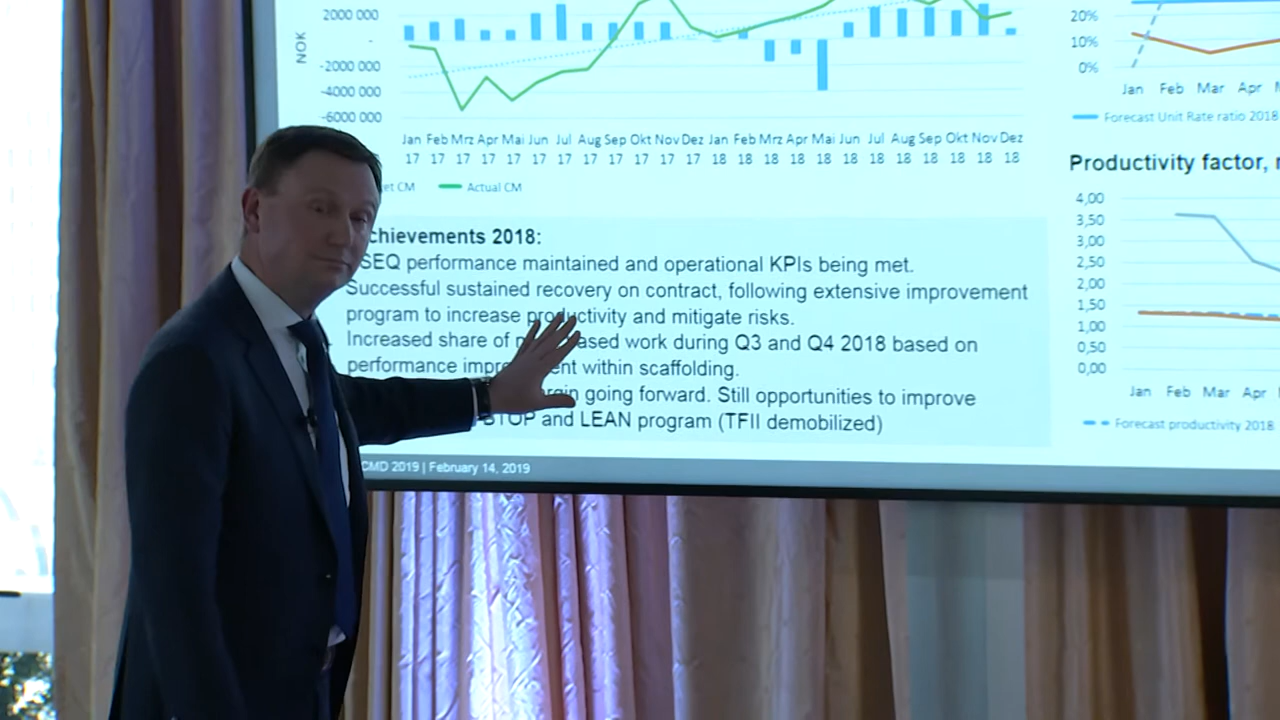 2000 000
-
-2000 000
-4000 000
-6000 000
NOK
Jan Feb Mrz Apr Mai Jun Jul Aug Sep Okt Nov Dez Jan Feb Mrz Apr Mai Jun Jul Aug Sep Okt Nov Dez
17 17 17 17 17 17 17 17 17 17 17 17 18 18 18 18 18 18 18 18 18 18 18 18
CM
Actual CM
chievements 2018:
SEQ performance maintained and operational KPIs being met.
Successful sustained recovery on contract, following extensive improvement
program to increase productivity and mitigate risks.
Increased share of work during Q3 and Q4 2018 based on
performance within scaffolding.
going forward. Still opportunities to improve
and LEAN program (TFII demobilized)
CMD 2019 | February 14, 2019
20%
10%
0%
Jan Feb Mar Apr
Forecast Unit Rate ratio 2018
Productivity factor,
4,00
3,50
3,00
2,50
2,00
1,50
1,00
0,50
0,00
Jan Feb Mar Apr
Forecast productivity 2018